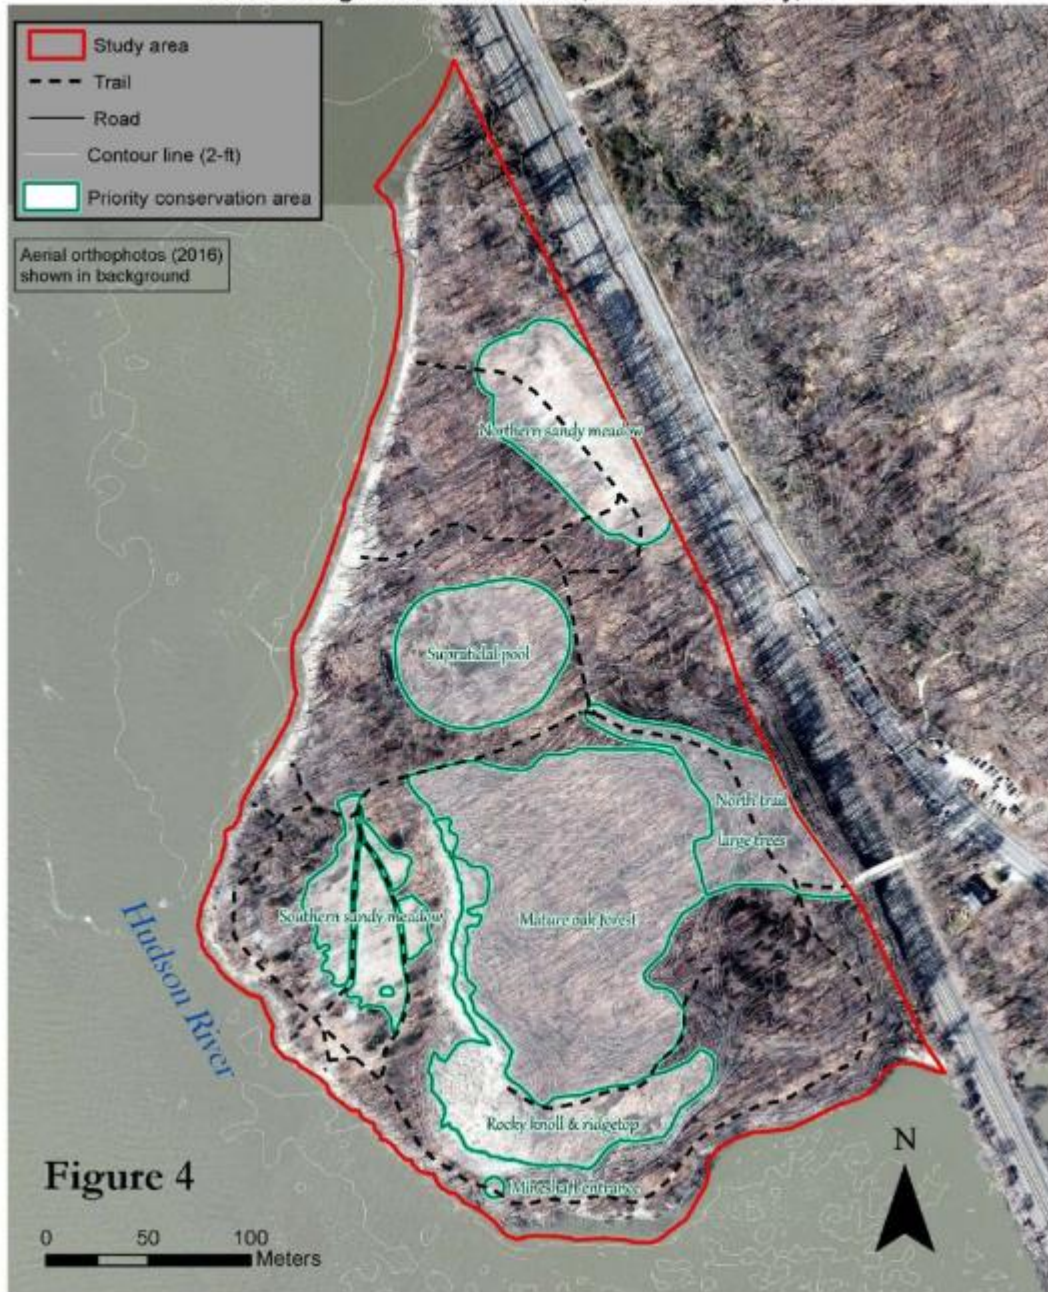 Study area
Trail
Road
Contour line (2-ft)
Priority conservation area
Aerial orthophotos (2016)
shown in background
Northern sandy meadow
Supratidal pool
North trail
large trees
Southern sandy meadow
Mature oak forest
Hudson River
Rocky knoll & ridgetop
Mineshaft entrance
N
Figure 4
0 50 100
Meters